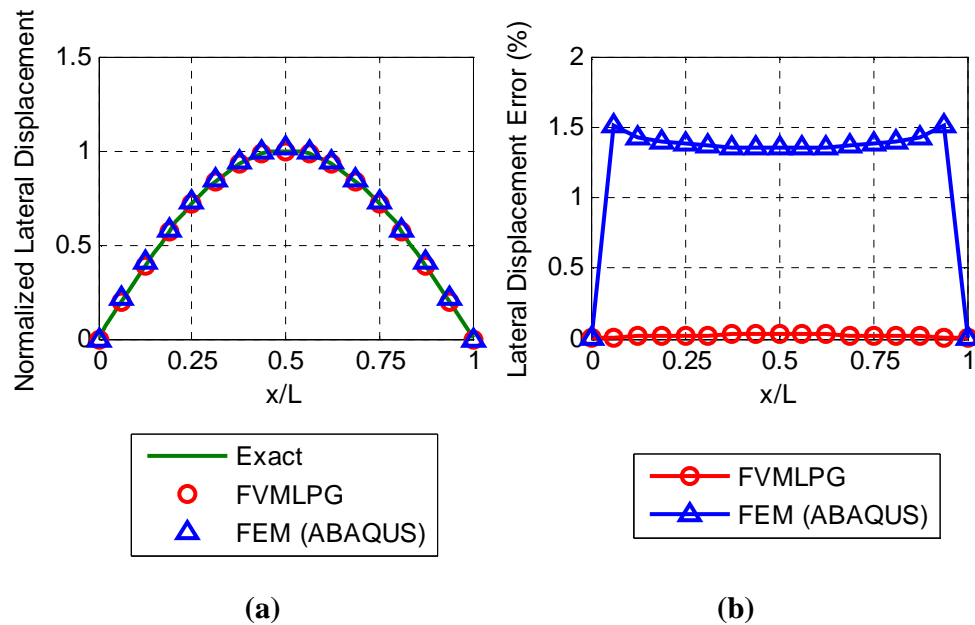 Normalized Lateral Displacement
1.5
1
0.5
0
0 0.25 0.5 0.75 1
x/L
Exact
FVMLPG
FEM (ABAQUS)
(a)
Lateral Displacement Error (%)
2
1.5
1
0.5
0
0 0.25 0.5 0.75 1
x/L
FVMLPG
FEM (ABAQUS)
(b)